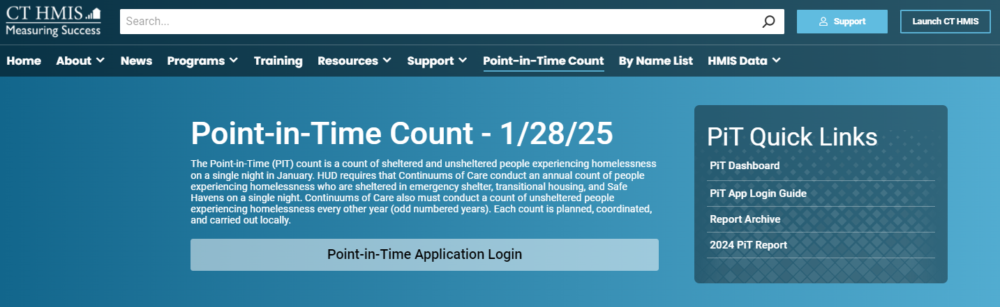 CT HMIS
Measuring Success
Search...
Support
Launch CT HMIS
Home About News Programs Training Resources Support Point-in-Time Count By Name List HMIS Data
Point-in-Time Count - 1/28/25
The Point-in-Time (PIT) count is a count of sheltered and unsheltered people experiencing homelessness
on a single night in January. HUD requires that Continuums of Care conduct an annual count of people
experiencing homelessness who are sheltered in emergency shelter, transitional housing, and Safe
Havens on a single night. Continuums of Care also must conduct a count of unsheltered people
experiencing homelessness every other year (odd numbered years). Each count is planned, coordinated,
and carried out locally.
Point-in-Time Application Login
PiT Quick Links
PiT Dashboard
PiT App Login Guide
Report Archive
2024 PiT Report